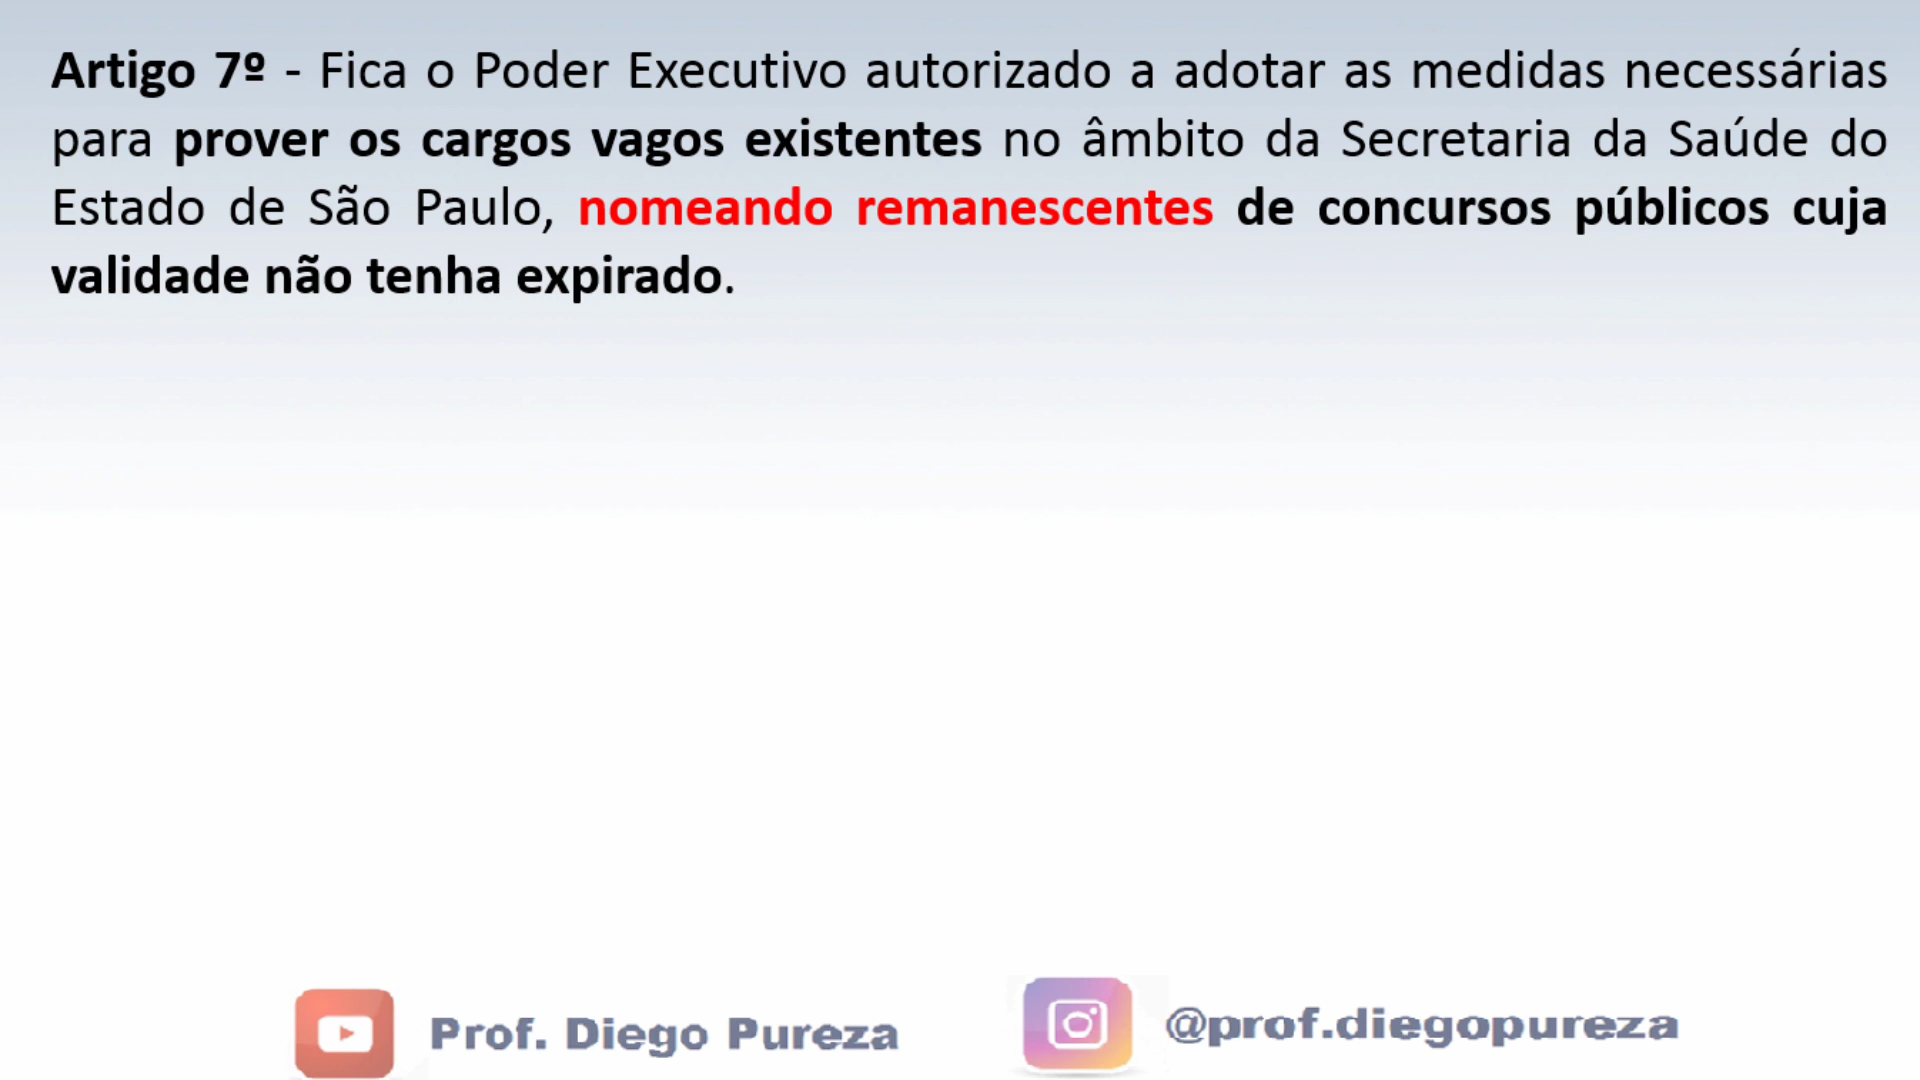 Artigo 7º - Fica o Poder Executivo autorizado a adotar as medidas necessárias
para prover os cargos vagos existentes no âmbito da Secretaria da Saúde do
Estado de São Paulo, nomeando remanescentes de concursos públicos cuja
validade não tenha expirado.
Prof. Diego Pureza
@prof.diegopureza